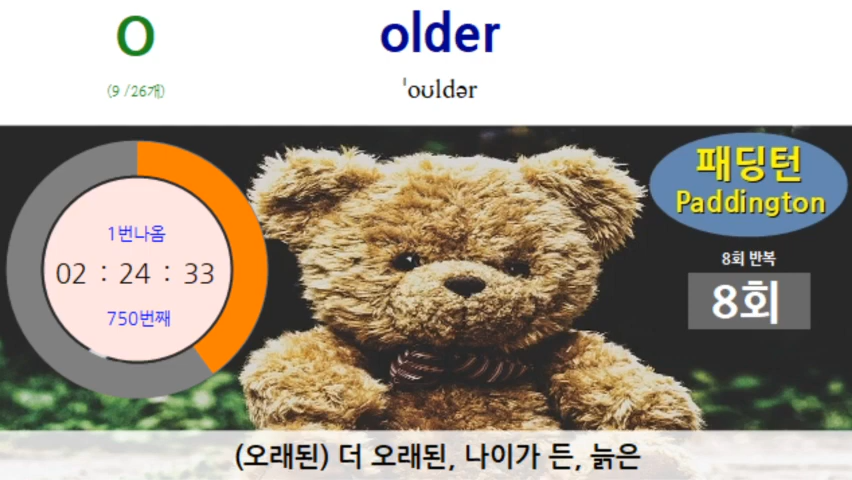 O
(9 /26개)
older
ˈoʊldər
패딩턴
Paddington
8회 반복
8회
1번나옴
02 : 24 : 33
750번째
(오래된) 더 오래된, 나이가 든, 늙은